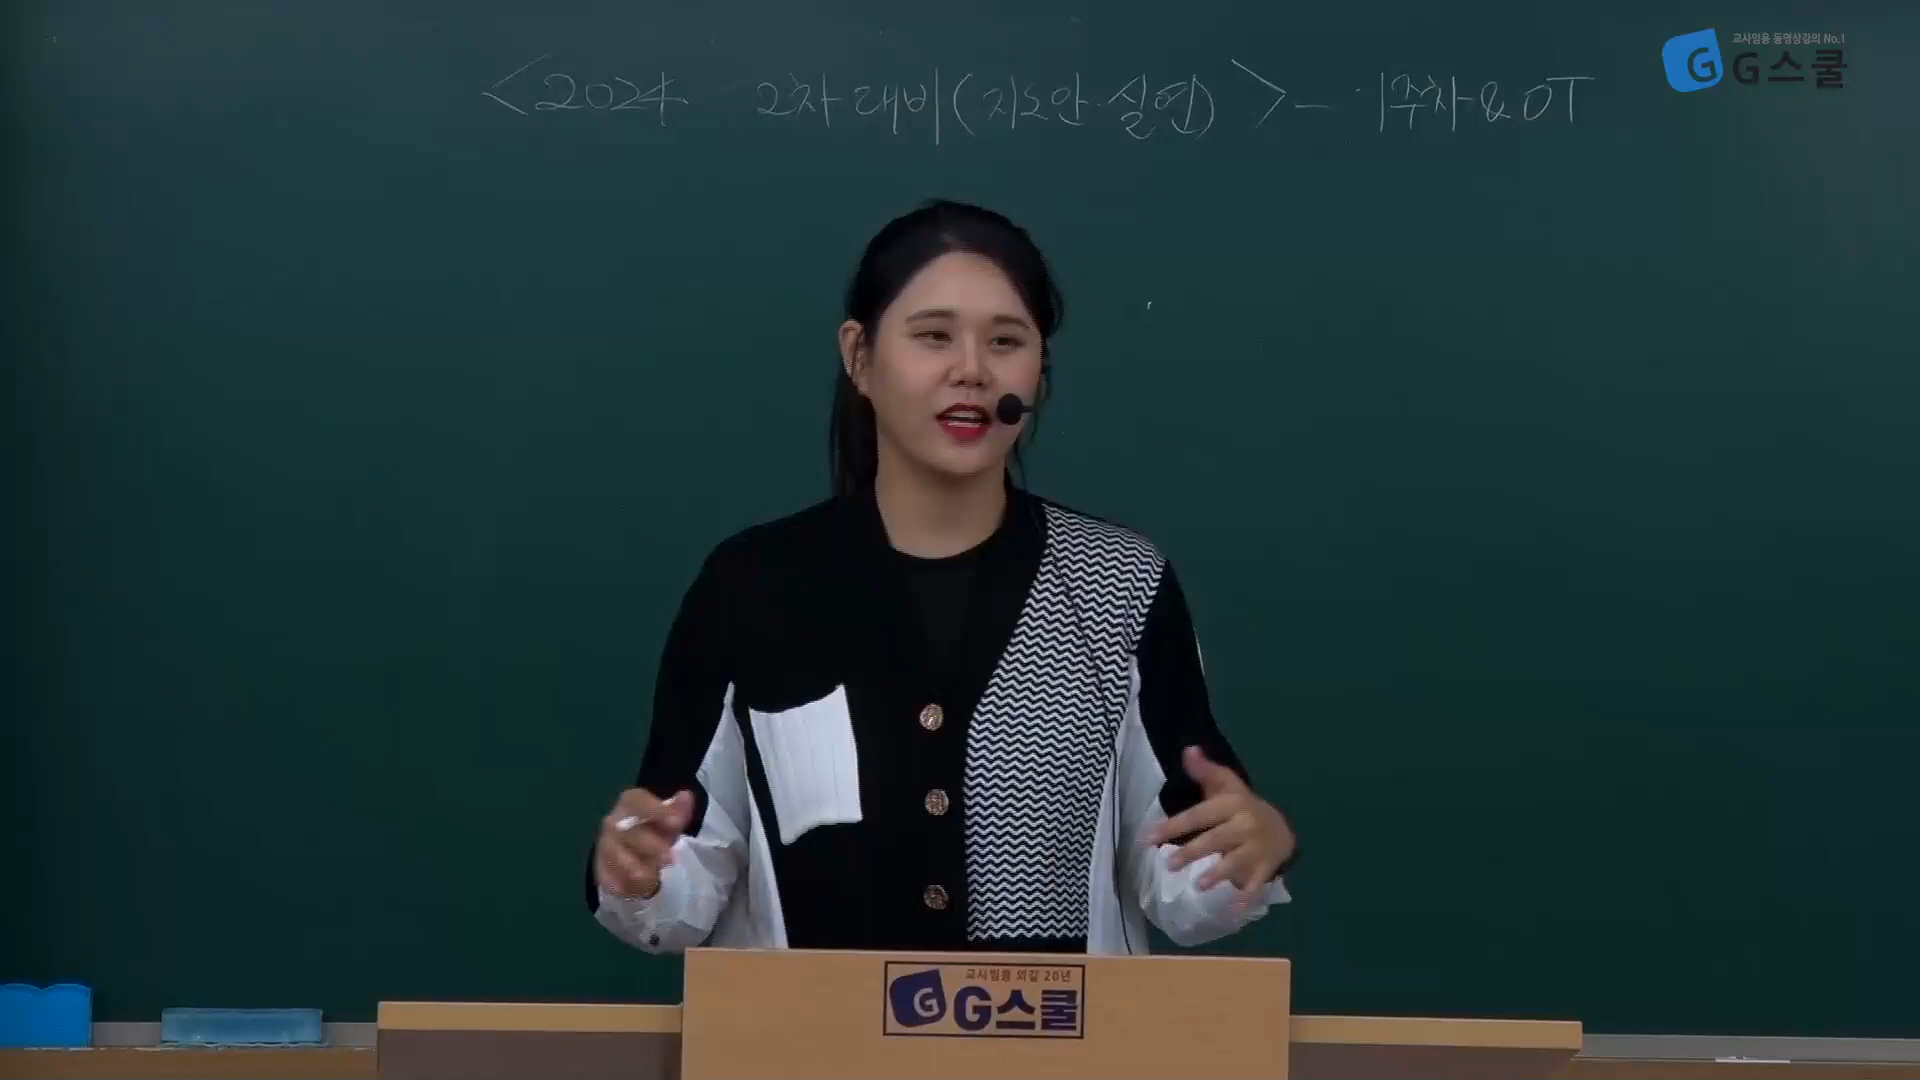 <2024. 2차 대비(지도안·실연)> - 1주차 & OT
교사임용 동영상강의 No.1
G스쿨
교사임용 외길 20년
G스쿨